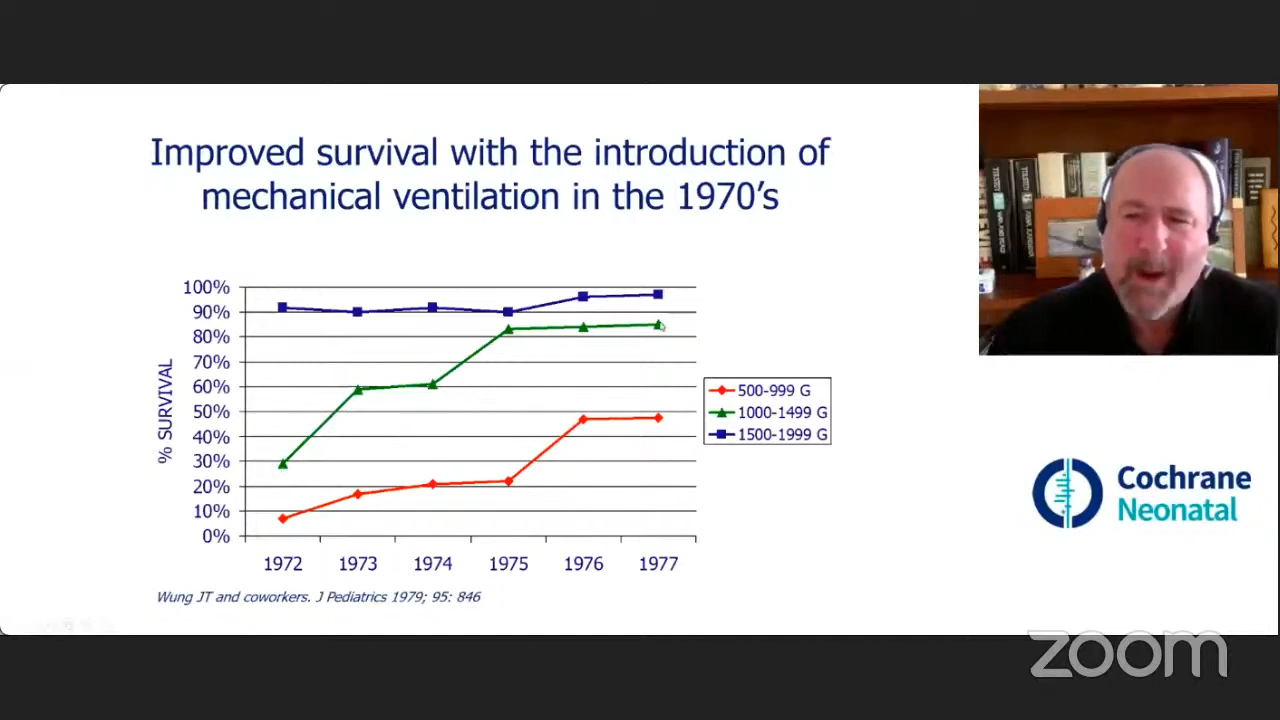 Improved survival with the introduction of
mechanical ventilation in the 1970's
% SURVIVAL
100%
90%
80%
70%
60%
50%
40%
30%
20%
10%
0%
1972 1973 1974 1975 1976 1977
500-999 G
1000-1499 G
1500-1999 G
Wung JT and coworkers. J Pediatrics 1979; 95: 846
Cochrane
Neonatal
zoom